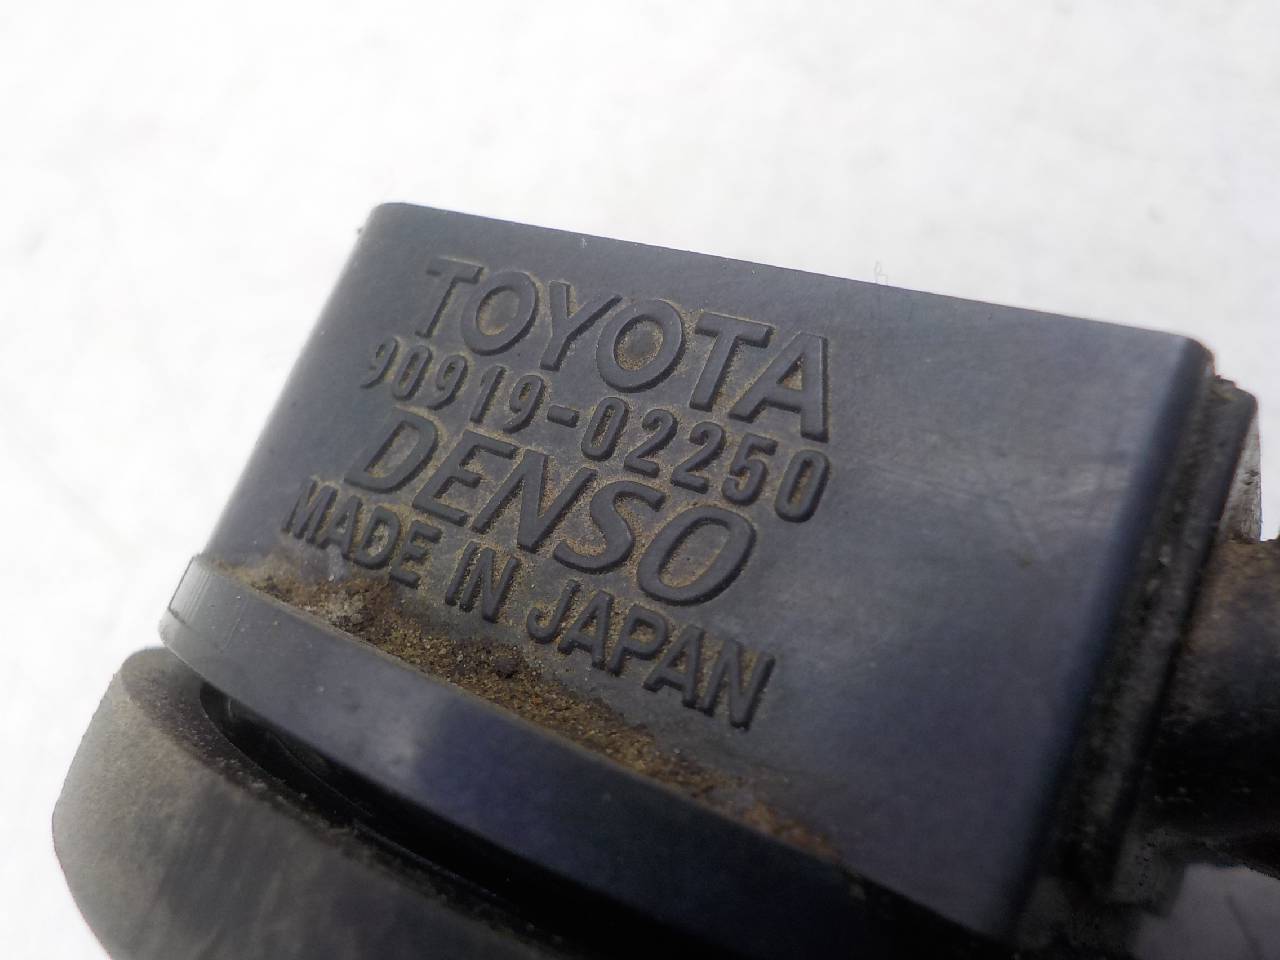 TOYOTA
90919-02250
DENSO
MADE IN JAPAN